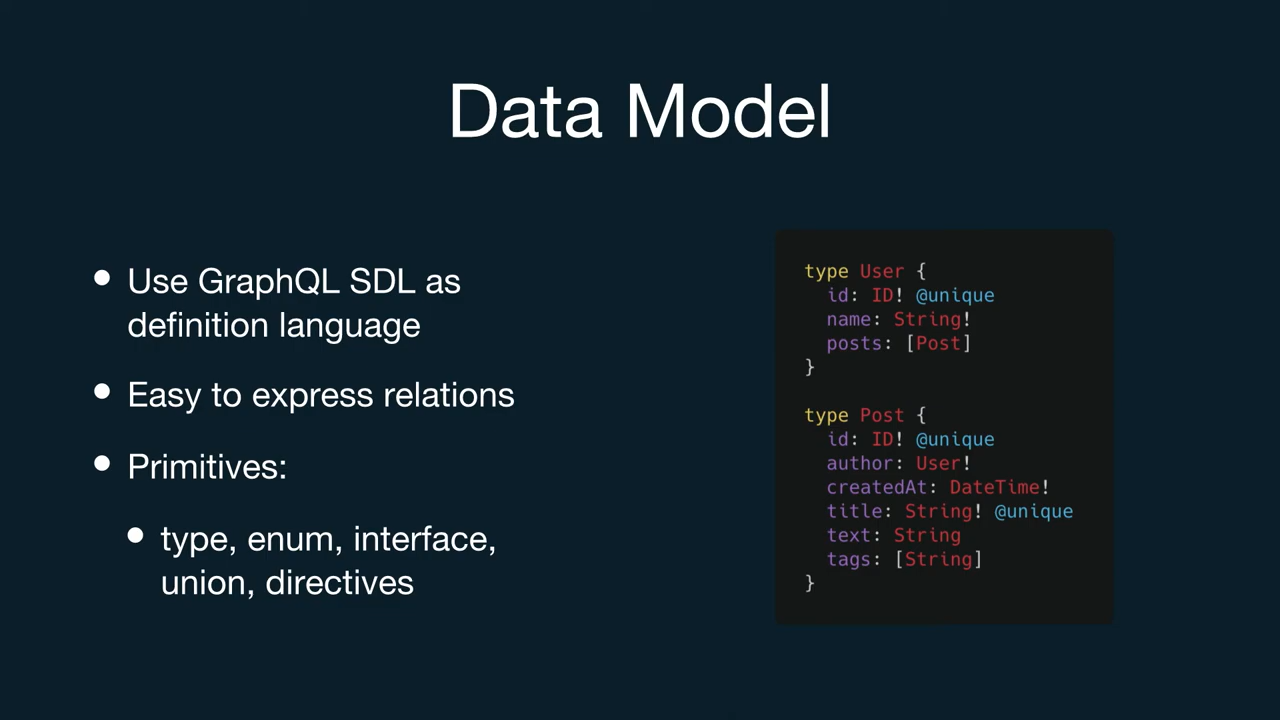 Data Model
• Use GraphQL SDL as
definition language
• Easy to express relations
• Primitives:
• type, enum, interface,
union, directives
type User {
  id: ID! @unique
  name: String!
  posts: [Post]
}
type Post {
  id: ID! @unique
  author: User!
  createdAt: DateTime!
  title: String! @unique
  text: String
  tags: [String]
}